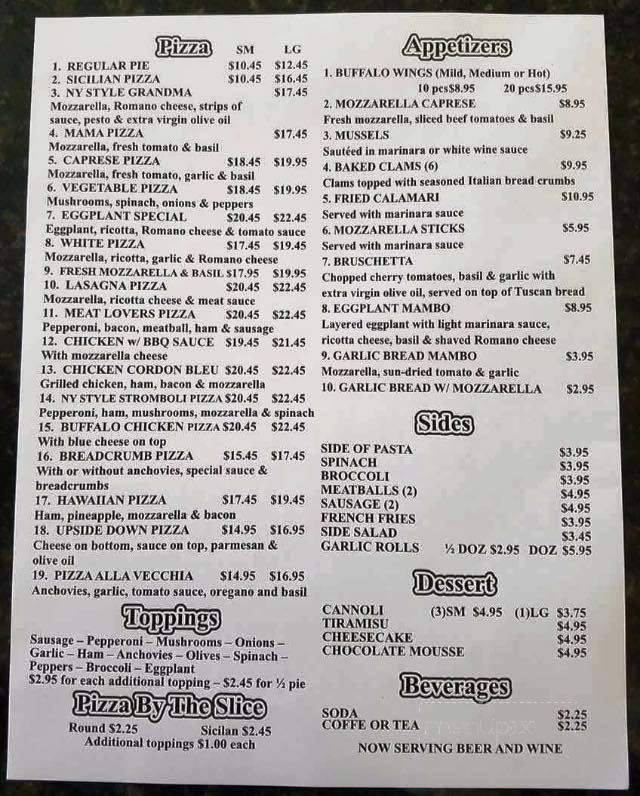 Pizza SM LG
1. REGULAR PIE $10.45 $12.45
2. SICILIAN PIZZA $10.45 $16.45
3. NY STYLE GRANDMA $17.45
Mozzarella, Romano cheese, strips of
sauce, pesto & extra virgin olive oil
4. MAMA PIZZA $17.45
Mozzarella, fresh tomato & basil
5. CAPRESE PIZZA $18.45 $19.95
Mozzarella, fresh tomato, garlic & basil
6. VEGETABLE PIZZA $18.45 $19.95
Mushrooms, spinach, onions & peppers
7. EGGPLANT SPECIAL $20.45 $22.45
Eggplant, ricotta, Romano cheese & tomato sauce
8. WHITE PIZZA $17.45 $19.45
Mozzarella, ricotta, garlic & Romano cheese
9. FRESH MOZZARELLA & BASIL $17.95 $19.95
10. LASAGNA PIZZA $20.45 $22.45
Mozzarella, ricotta cheese & meat sauce
11. MEAT LOVERS PIZZA $20.45 $22.45
Pepperoni, bacon, meatball, ham & sausage
12. CHICKEN w/ BBQ SAUCE $19.45 $21.45
With mozzarella cheese
13. CHICKEN CORDON BLEU $20.45 $22.45
Grilled chicken, ham, bacon & mozzarella
14. NY STYLE STROMBOLI PIZZA $20.45 $22.45
Pepperoni, ham, mushrooms, mozzarella & spinach
15. BUFFALO CHICKEN PIZZA $20.45 $22.45
With blue cheese on top
16. BREADCRUMB PIZZA $15.45 $17.45
With or without anchovies, special sauce &
breadcrumbs
17. HAWAIIAN PIZZA $17.45 $19.45
Ham, pineapple, mozzarella & bacon
18. UPSIDE DOWN PIZZA $14.95 $16.95
Cheese on bottom, sauce on top, parmesan &
olive oil
19. PIZZA ALLA VECCHIA $14.95 $16.95
Anchovies, garlic, tomato sauce, oregano and basil
Toppings
Sausage – Pepperoni – Mushrooms – Onions –
Garlic – Ham – Anchovies – Olives – Spinach –
Peppers – Broccoli – Eggplant
$2.95 for each additional topping – $2.45 for ½ pie
Pizza By The Slice
Round $2.25 Sicilan $2.45
Additional toppings $1.00 each
Appetizers
1. BUFFALO WINGS (Mild, Medium or Hot)
10 pcs$8.95 20 pcs$15.95
2. MOZZARELLA CAPRESE $8.95
Fresh mozzarella, sliced beef tomatoes & basil
3. MUSSELS $9.25
Sautéed in marinara or white wine sauce
4. BAKED CLAMS (6) $9.95
Clams topped with seasoned Italian bread crumbs
5. FRIED CALAMARI $10.95
Served with marinara sauce
6. MOZZARELLA STICKS $5.95
Served with marinara sauce
7. BRUSCHETTA $7.45
Chopped cherry tomatoes, basil & garlic with
extra virgin olive oil, served on top of Tuscan bread
8. EGGPLANT MAMBO $8.95
Layered eggplant with light marinara sauce,
ricotta cheese, basil & shaved Romano cheese
9. GARLIC BREAD MAMBO $3.95
Mozzarella, sun-dried tomato & garlic
10. GARLIC BREAD W/ MOZZARELLA $2.95
Sides
SIDE OF PASTA $3.95
SPINACH $3.95
BROCCOLI $3.95
MEATBALLS (2) $4.95
SAUSAGE (2) $4.95
FRENCH FRIES $3.95
SIDE SALAD $3.45
GARLIC ROLLS ½ DOZ $2.95 DOZ $5.95
Dessert
CANNOLI (3)SM $4.95 (1)LG $3.75
TIRAMISU $4.95
CHEESECAKE $4.95
CHOCOLATE MOUSSE $4.95
Beverages
SODA $2.25
COFFE OR TEA $2.25
NOW SERVING BEER AND WINE